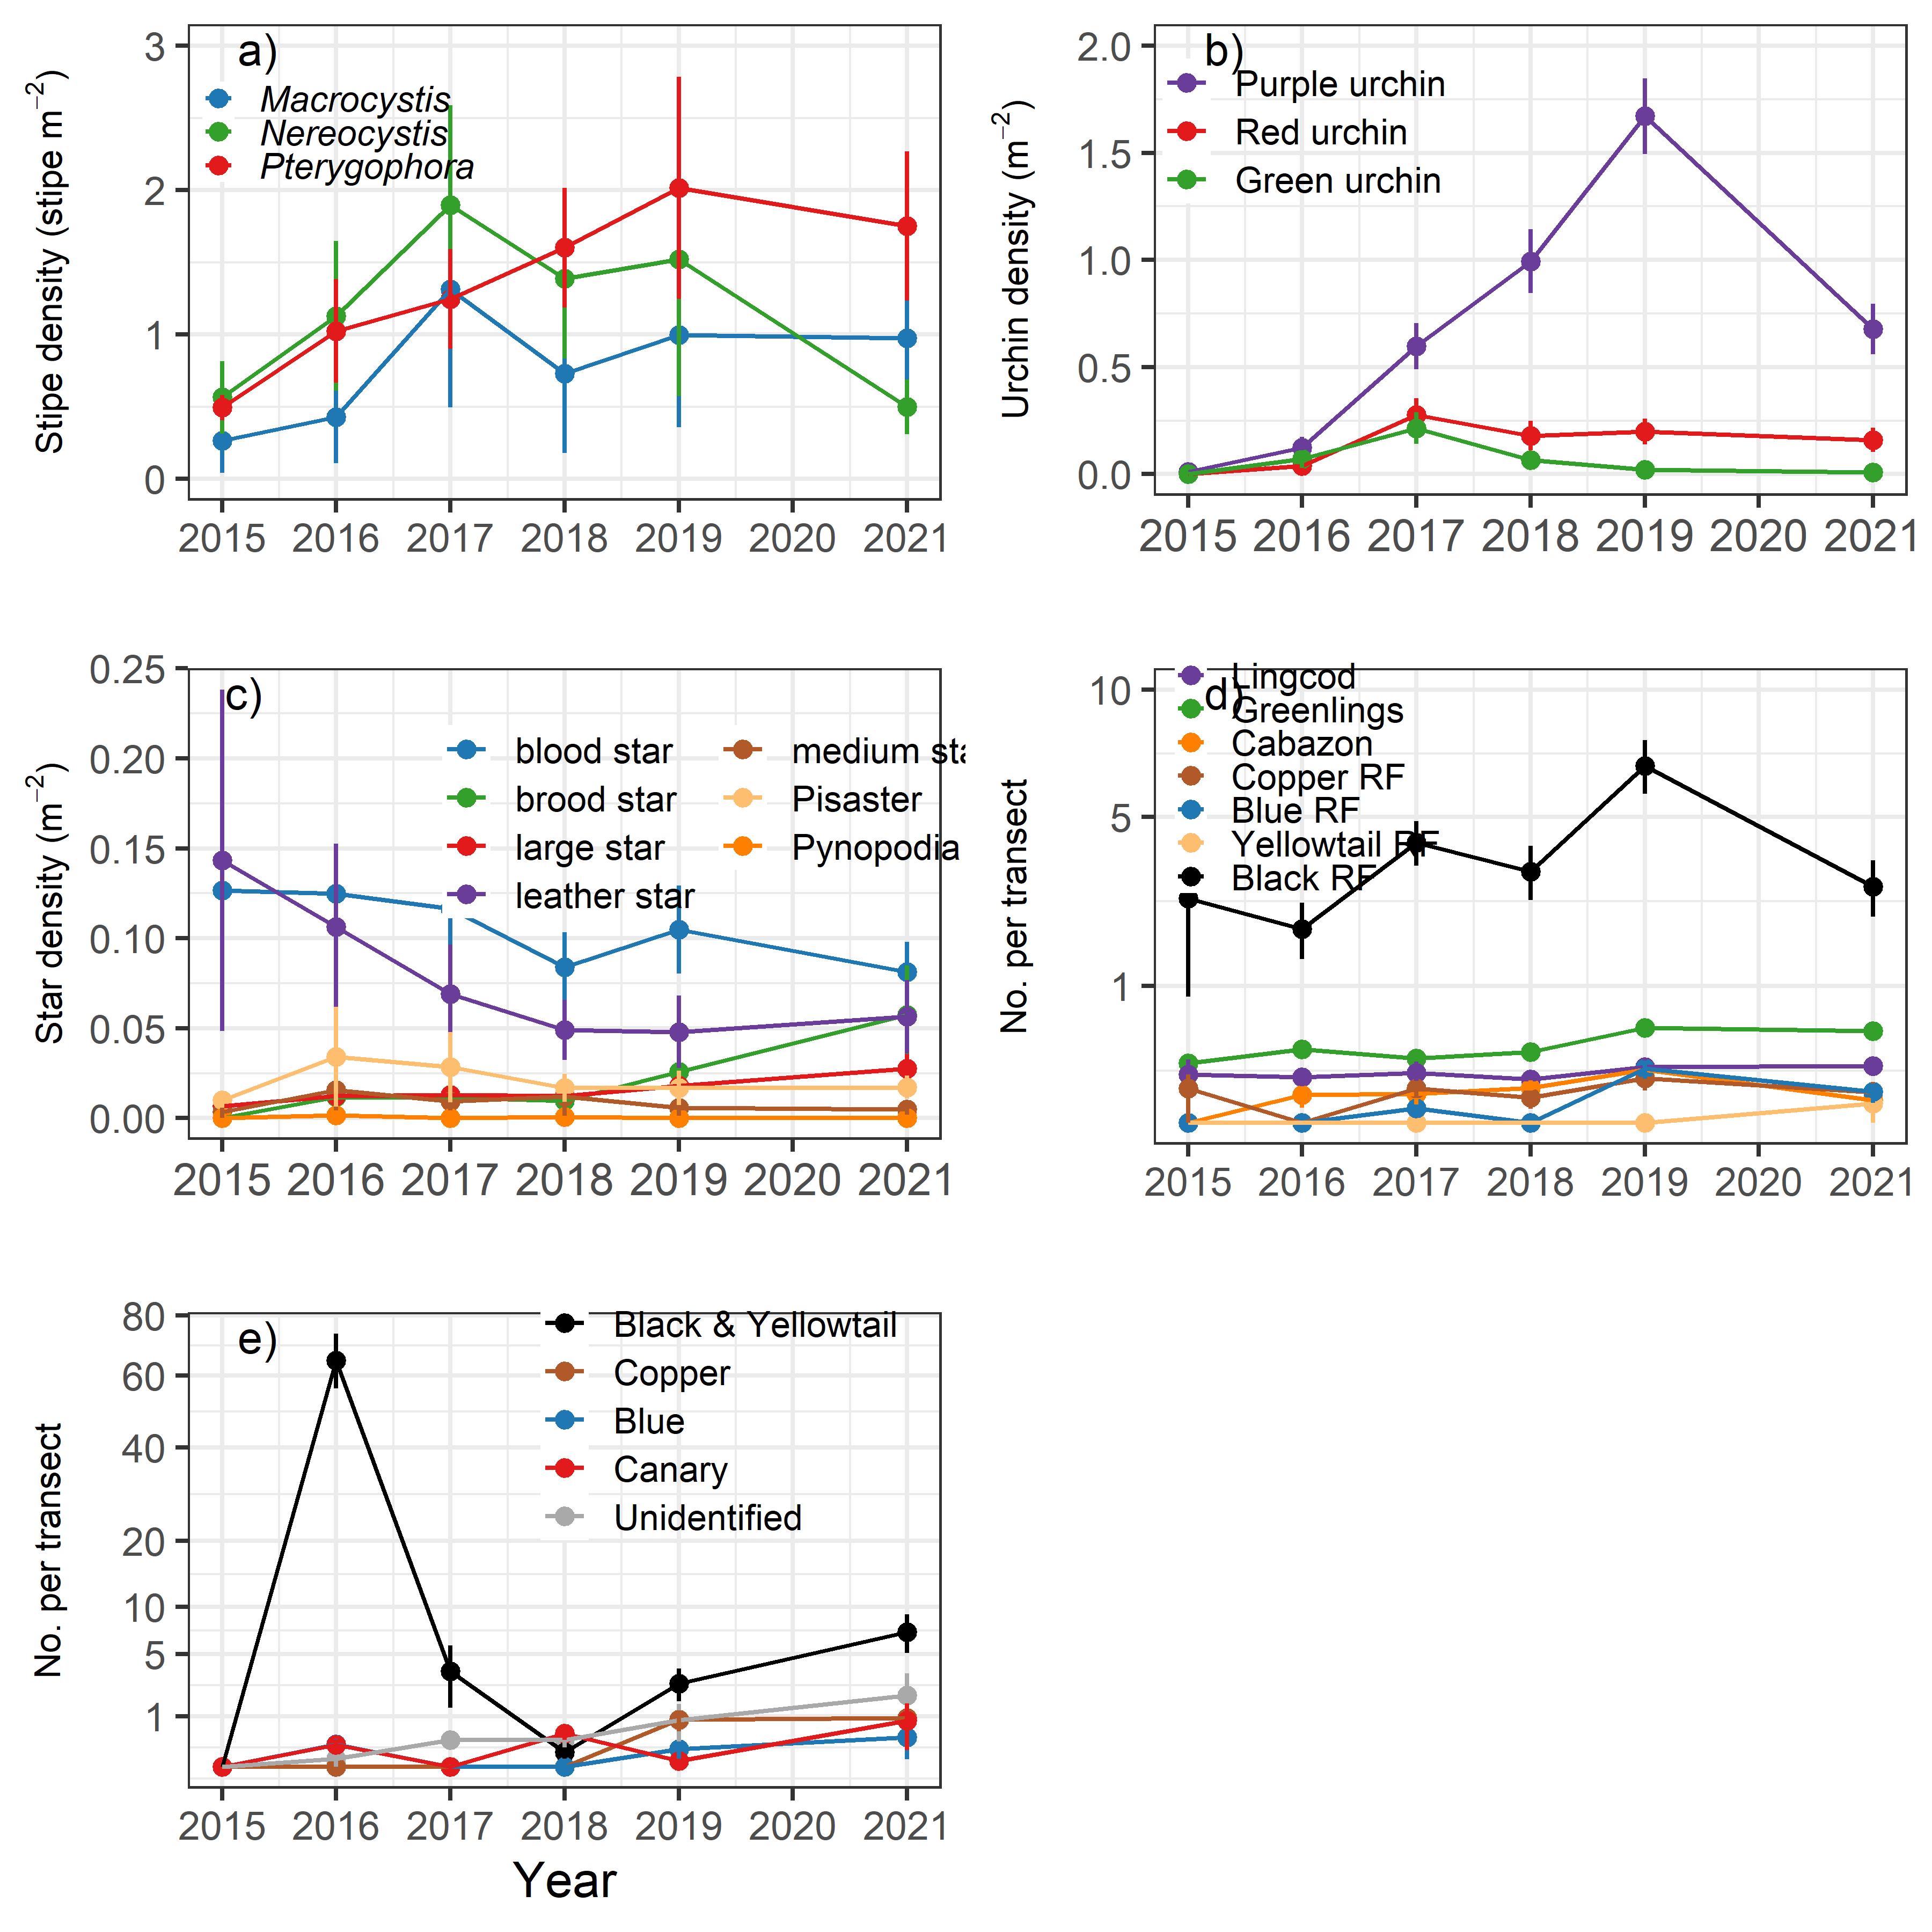 a)
3
2
1
0
Stipe density (stipe m−2)
Macrocystis
Nereocystis
Pterygophora
2015 2016 2017 2018 2019 2020 2021
b)
2.0
1.5
1.0
0.5
0.0
Urchin density (m−2)
Purple urchin
Red urchin
Green urchin
2015 2016 2017 2018 2019 2020 2021
c)
0.25
0.20
0.15
0.10
0.05
0.00
Star density (m−2)
blood star
brood star
large star
leather star
medium sta
Pisaster
Pynopodia
2015 2016 2017 2018 2019 2020 2021
d)
10
5
1
No. per transect
Lingcod
Greenlings
Cabazon
Copper RF
Blue RF
Yellowtail RF
Black RF
2015 2016 2017 2018 2019 2020 2021
e)
80
60
40
20
10
5
1
No. per transect
Black & Yellowtail
Copper
Blue
Canary
Unidentified
2015 2016 2017 2018 2019 2020 2021
Year